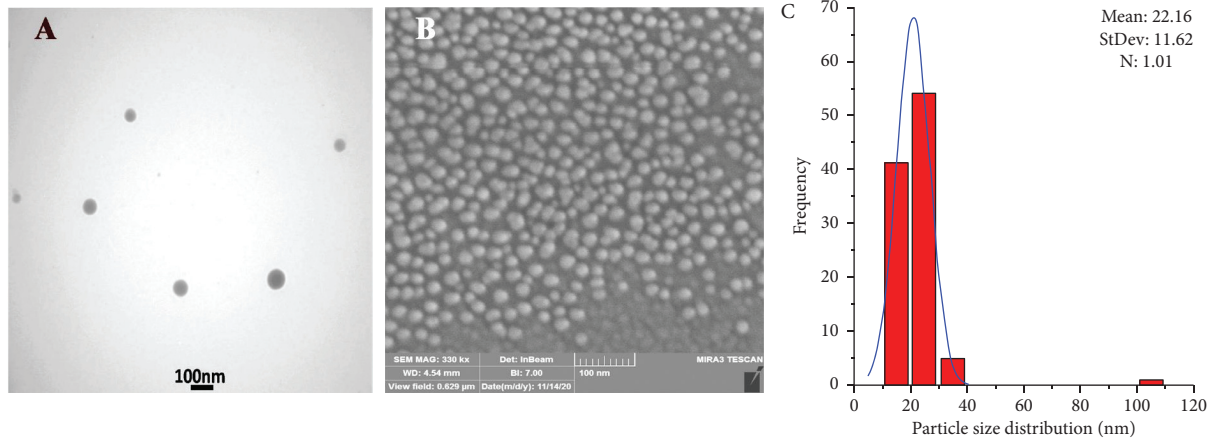 A
100nm
B
SEM MAG: 330 kx Det: InBeam MIRA3 TESCAN
WD: 4.54 mm BI: 7.00 100 nm
View field: 0.629 µm Date(m/d/y): 11/14/20
C
Mean: 22.16
StDev: 11.62
N: 1.01
Frequency
70
60
50
40
30
20
10
0
0 20 40 60 80 100 120
Particle size distribution (nm)